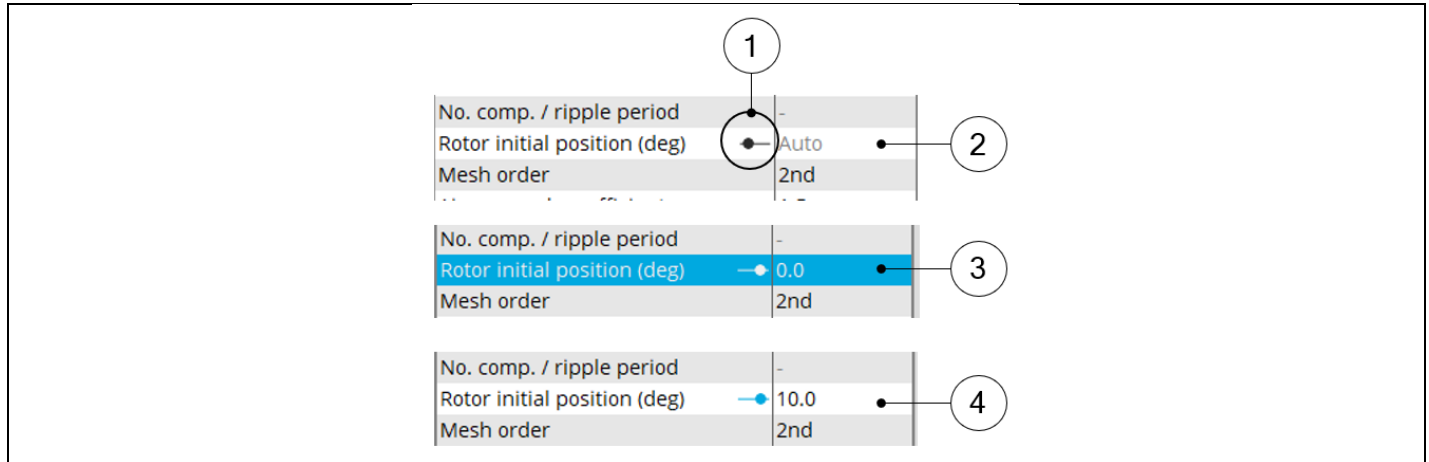 1
No. comp. / ripple period -
Rotor initial position (deg) Auto
2
Mesh order 2nd
No. comp. / ripple period -
Rotor initial position (deg) 0.0
3
Mesh order 2nd
No. comp. / ripple period -
Rotor initial position (deg) 10.0
4
Mesh order 2nd